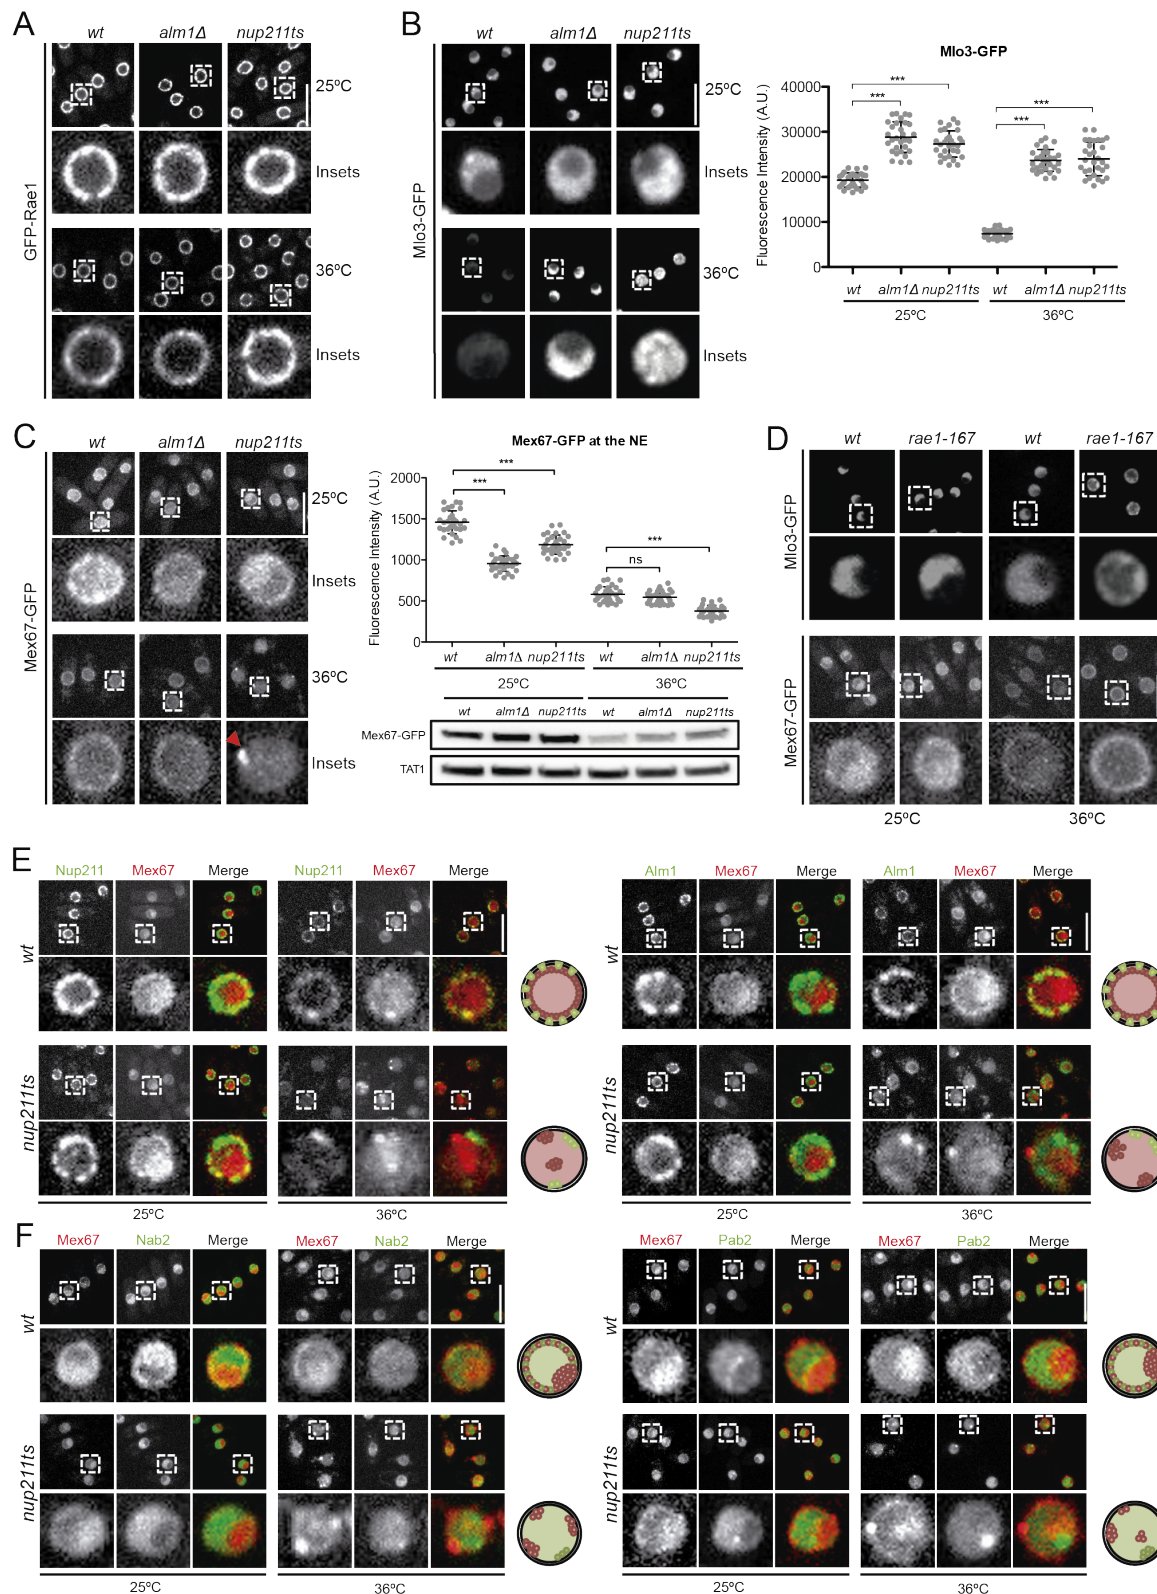 A
wt alm1Δ nup211ts
GFP-Rae1
25ºC
Insets
36ºC
Insets
B
wt alm1Δ nup211ts
Mlo3-GFP
25ºC
Insets
36ºC
Insets
Mlo3-GFP
Fluorescence Intensity (A.U.)
40000
30000
20000
10000
0
*** *** *** ***
wt alm1Δ nup211ts wt alm1Δ nup211ts
25ºC 36ºC
C
wt alm1Δ nup211ts
Mex67-GFP
25ºC
Insets
36ºC
Insets
Mex67-GFP at the NE
Fluorescence Intensity (A.U.)
2000
1500
1000
500
0
*** *** *** ns
wt alm1Δ nup211ts wt alm1Δ nup211ts
25ºC 36ºC
wt alm1Δ nup211ts wt alm1Δ nup211ts
Mex67-GFP
TAT1
D
wt rae1-167 wt rae1-167
Mlo3-GFP
Mex67-GFP
25ºC 36ºC
E
Nup211 Mex67 Merge Nup211 Mex67 Merge
wt
nup211ts
25ºC 36ºC
Alm1 Mex67 Merge Alm1 Mex67 Merge
wt
nup211ts
25ºC 36ºC
F
Mex67 Nab2 Merge Mex67 Nab2 Merge
wt
nup211ts
25ºC 36ºC
Mex67 Pab2 Merge Mex67 Pab2 Merge
wt
nup211ts
25ºC 36ºC